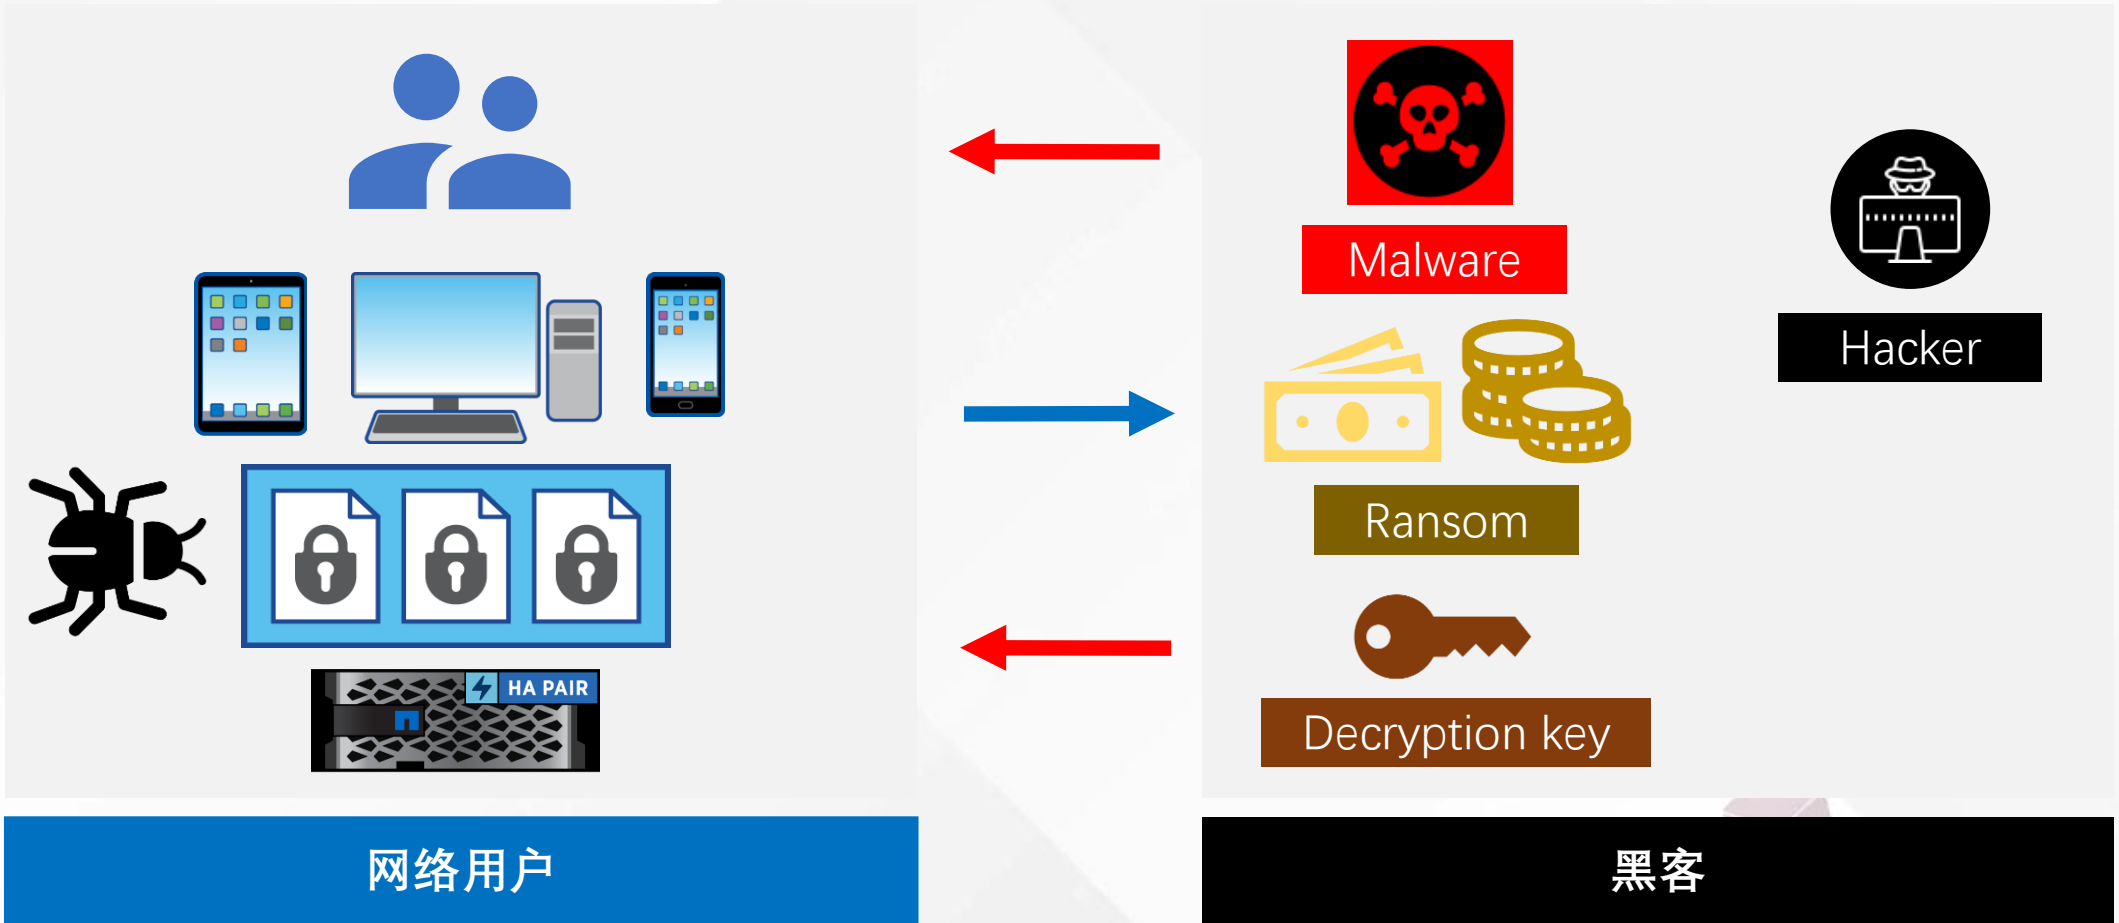 Malware
Hacker
Ransom
HA PAIR
Decryption key
网络用户
黑客